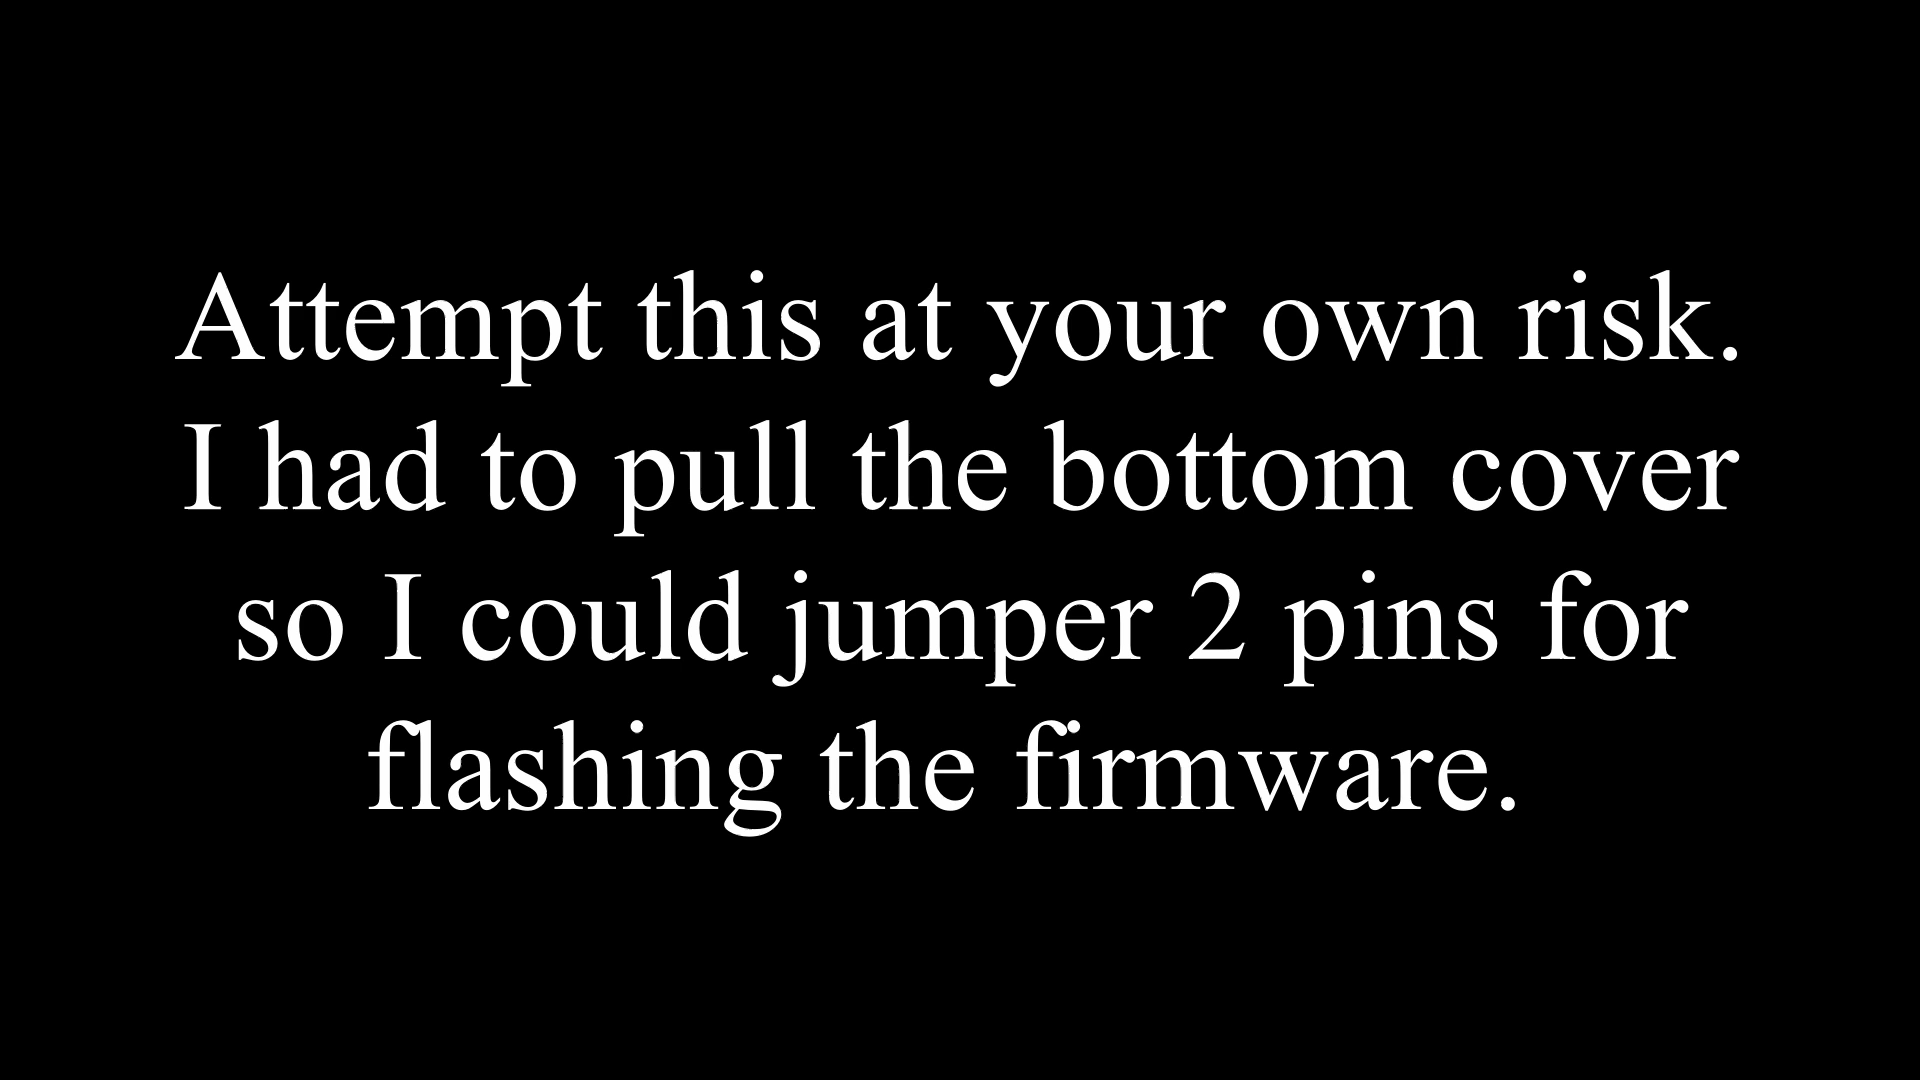 Attempt this at your own risk.
I had to pull the bottom cover
so I could jumper 2 pins for
flashing the firmware.